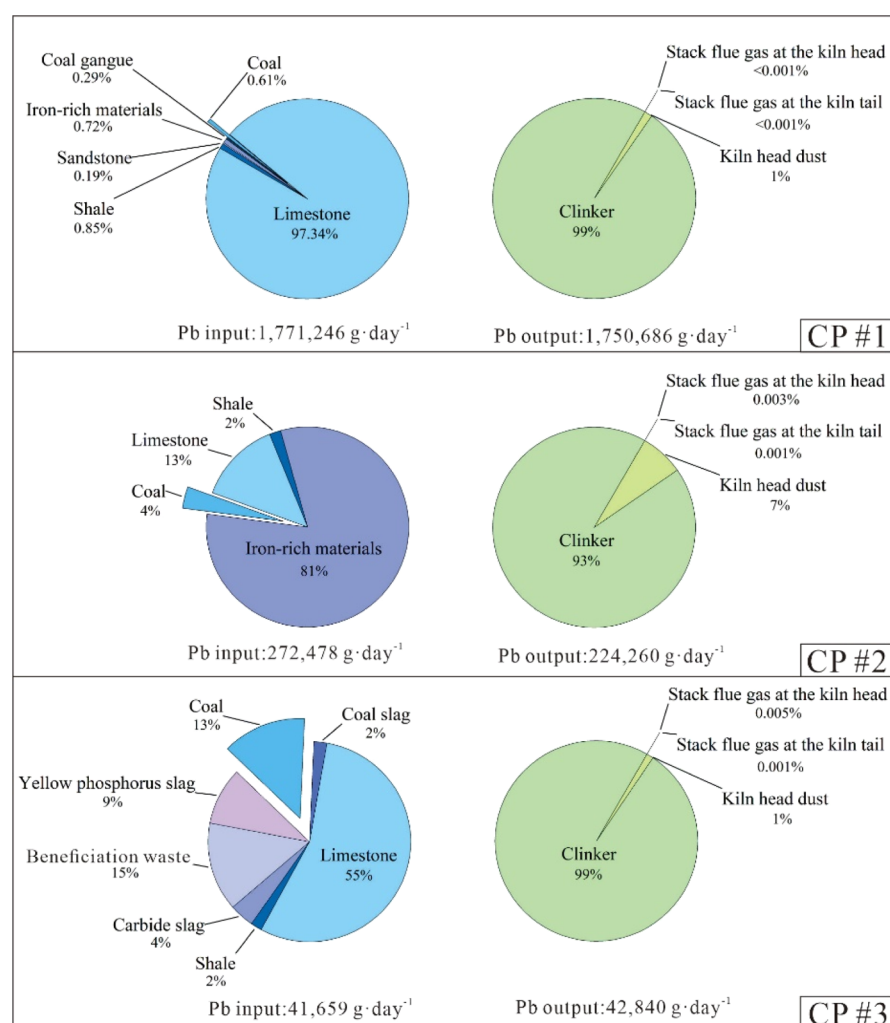 Coal gangue
0.29%
Coal
0.61%
Iron-rich materials
0.72%
Sandstone
0.19%
Shale
0.85%
Limestone
97.34%
Pb input:1,771,246 g·day⁻¹
Stack flue gas at the kiln head
<0.001%
Stack flue gas at the kiln tail
<0.001%
Kiln head dust
1%
Clinker
99%
Pb output:1,750,686 g·day⁻¹
CP #1
Shale
2%
Limestone
13%
Coal
4%
Iron-rich materials
81%
Pb input:272,478 g·day⁻¹
Stack flue gas at the kiln head
0.003%
Stack flue gas at the kiln tail
0.001%
Kiln head dust
7%
Clinker
93%
Pb output:224,260 g·day⁻¹
CP #2
Coal
13%
Coal slag
2%
Yellow phosphorus slag
9%
Beneficiation waste
15%
Limestone
55%
Carbide slag
4%
Shale
2%
Pb input:41,659 g·day⁻¹
Stack flue gas at the kiln head
0.005%
Stack flue gas at the kiln tail
0.001%
Kiln head dust
1%
Clinker
99%
Pb output:42,840 g·day⁻¹
CP #3